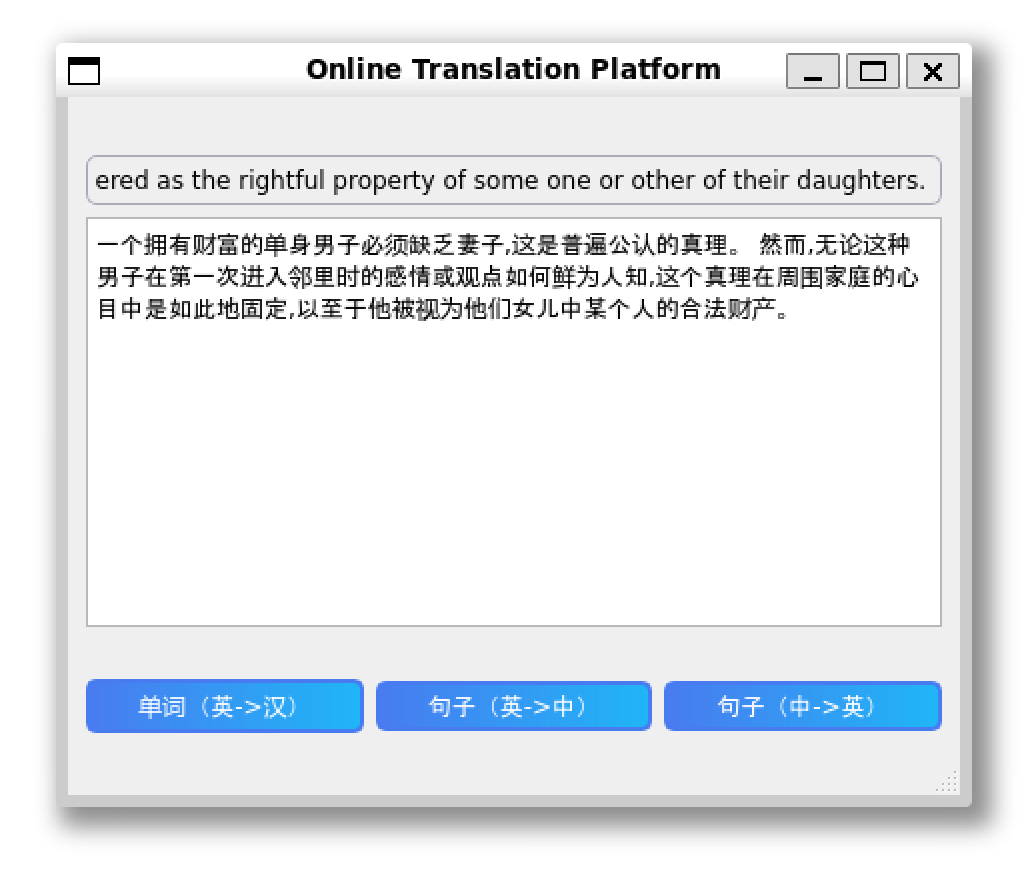 Online Translation Platform
ered as the rightful property of some one or other of their daughters.
一个拥有财富的单身男子必须缺乏妻子,这是普遍公认的真理。 然而,无论这种
男子在第一次进入邻里时的感情或观点如何鲜为人知,这个真理在周围家庭的心
目中是如此地固定,以至于他被视为他们女儿中某个人的合法财产。
单词（英->汉）
句子（英->中）
句子（中->英）